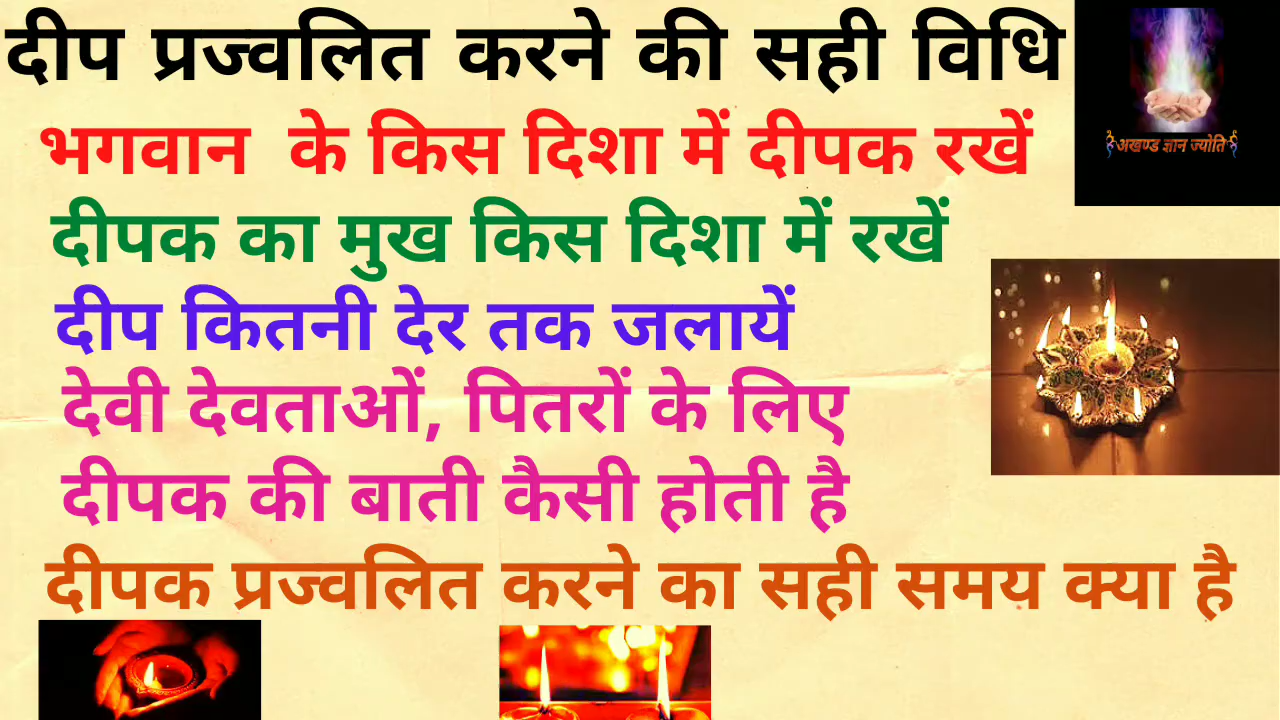 दीप प्रज्वलित करने की सही विधि
अखण्ड ज्ञान ज्योति
भगवान के किस दिशा में दीपक रखें
दीपक का मुख किस दिशा में रखें
दीप कितनी देर तक जलायें
देवी देवताओं, पितरों के लिए
दीपक की बाती कैसी होती है
दीपक प्रज्वलित करने का सही समय क्या है